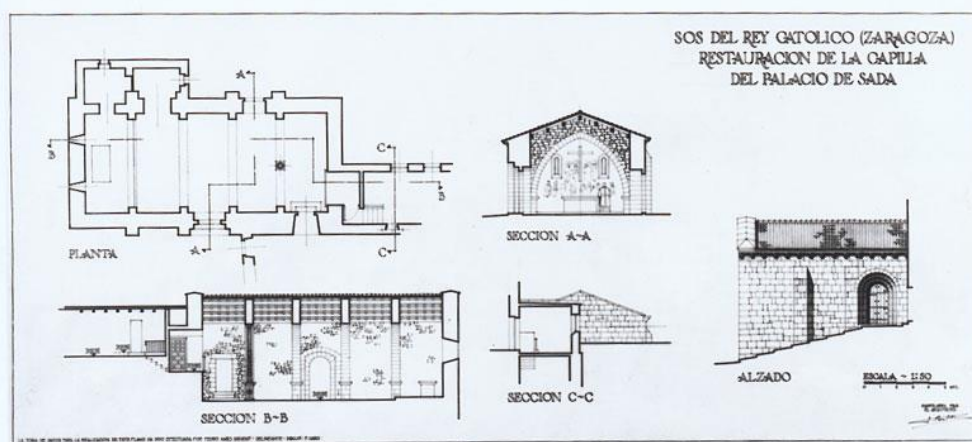 SOS DEL REY CATOLICO (ZARAGOZA)
RESTAURACION DE LA CAPILLA
DEL PALACIO DE SADA
A
B
C
B
A
C
PLANTA
SECCION A-A
SECCION B-B
SECCION C-C
ALZADO
ESCALA - 1:50